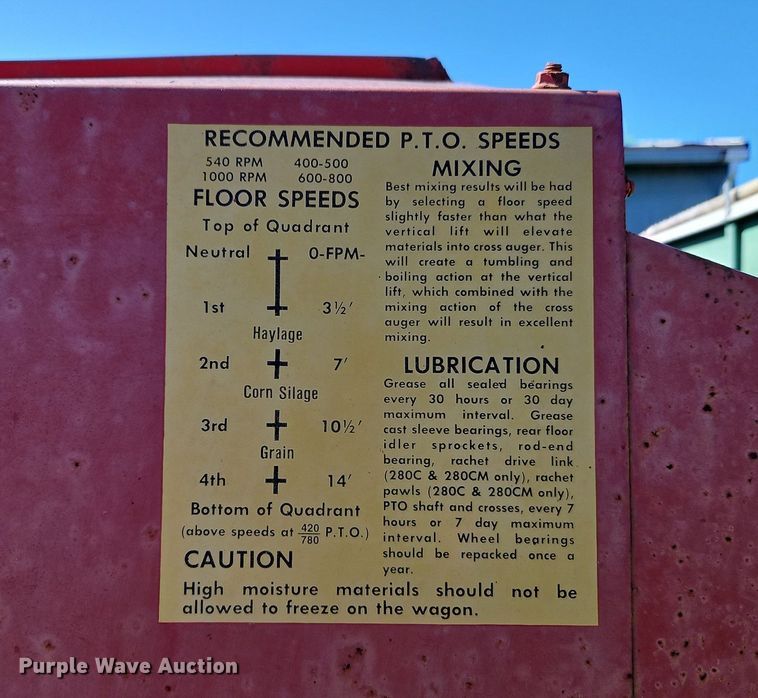 RECOMMENDED P.T.O. SPEEDS
540 RPM 400-500
1000 RPM 600-800
FLOOR SPEEDS
Top of Quadrant
Neutral 0-FPM-
1st 3½′
Haylage
2nd 7′
Corn Silage
3rd 10½′
Grain
4th 14′
Bottom of Quadrant
(above speeds at 420/780 P.T.O.)
MIXING
Best mixing results will be had
by selecting a floor speed
slightly faster than what the
vertical lift will elevate
materials into cross auger. This
will create a tumbling and
boiling action at the vertical
lift, which combined with the
mixing action of the cross
auger will result in excellent
mixing.
LUBRICATION
Grease all sealed bearings
every 30 hours or 30 day
maximum interval. Grease
cast sleeve bearings, rear floor
idler sprockets, rod-end
bearing, rachet drive link
(280C & 280CM only), rachet
pawls (280C & 280CM only),
PTO shaft and crosses, every 7
hours or 7 day maximum
interval. Wheel bearings
should be repacked once a
year.
CAUTION
High moisture materials should not be
allowed to freeze on the wagon.
Purple Wave Auction